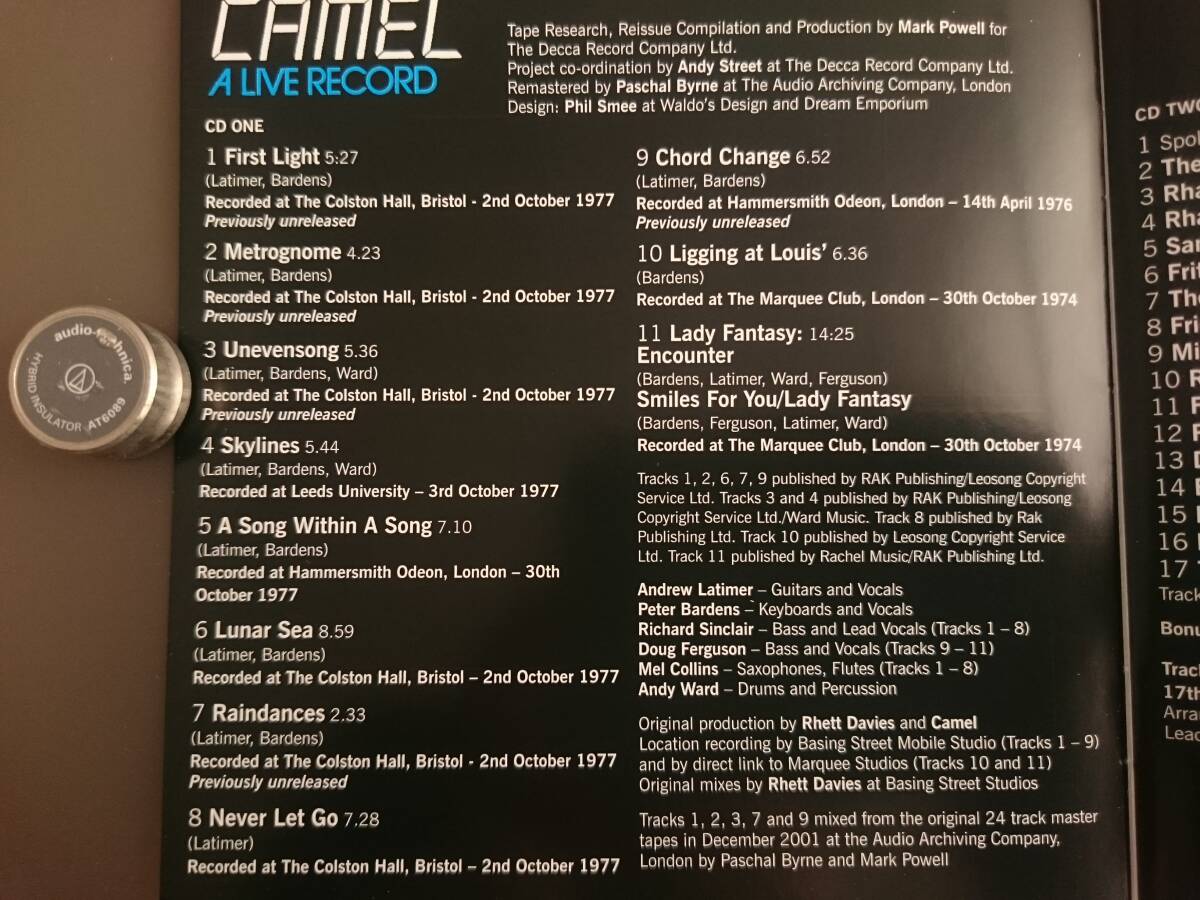 CAMEL
A LIVE RECORD
Tape Research, Reissue Compilation and Production by Mark Powell for
The Decca Record Company Ltd.
Project co-ordination by Andy Street at The Decca Record Company Ltd.
Remastered by Paschal Byrne at The Audio Archiving Company, London
Design: Phil Smee at Waldo's Design and Dream Emporium
CD ONE
1 First Light 5:27
(Latimer, Bardens)
Recorded at The Colston Hall, Bristol - 2nd October 1977
Previously unreleased
2 Metrognome 4.23
(Latimer, Bardens)
Recorded at The Colston Hall, Bristol - 2nd October 1977
Previously unreleased
3 Unevensong 5.36
(Latimer, Bardens, Ward)
Recorded at The Colston Hall, Bristol - 2nd October 1977
Previously unreleased
4 Skylines 5.44
(Latimer, Bardens, Ward)
Recorded at Leeds University – 3rd October 1977
5 A Song Within A Song 7.10
(Latimer, Bardens)
Recorded at Hammersmith Odeon, London – 30th
October 1977
6 Lunar Sea 8.59
(Latimer, Bardens)
Recorded at The Colston Hall, Bristol - 2nd October 1977
7 Raindances 2.33
(Latimer, Bardens)
Recorded at The Colston Hall, Bristol - 2nd October 1977
Previously unreleased
8 Never Let Go 7.28
(Latimer)
Recorded at The Colston Hall, Bristol - 2nd October 1977
9 Chord Change 6.52
(Latimer, Bardens)
Recorded at Hammersmith Odeon, London – 14th April 1976
Previously unreleased
10 Ligging at Louis' 6.36
(Bardens)
Recorded at The Marquee Club, London – 30th October 1974
11 Lady Fantasy: 14:25
Encounter
(Bardens, Latimer, Ward, Ferguson)
Smiles For You/Lady Fantasy
(Bardens, Ferguson, Latimer, Ward)
Recorded at The Marquee Club, London – 30th October 1974
Tracks 1, 2, 6, 7, 9 published by RAK Publishing/Leosong Copyright
Service Ltd. Tracks 3 and 4 published by RAK Publishing/Leosong
Copyright Service Ltd./Ward Music. Track 8 published by Rak
Publishing Ltd. Track 10 published by Leosong Copyright Service
Ltd. Track 11 published by Rachel Music/RAK Publishing Ltd.
Andrew Latimer – Guitars and Vocals
Peter Bardens – Keyboards and Vocals
Richard Sinclair – Bass and Lead Vocals (Tracks 1 – 8)
Doug Ferguson – Bass and Vocals (Tracks 9 – 11)
Mel Collins – Saxophones, Flutes (Tracks 1 – 8)
Andy Ward – Drums and Percussion
Original production by Rhett Davies and Camel
Location recording by Basing Street Mobile Studio (Tracks 1 – 9)
and by direct link to Marquee Studios (Tracks 10 and 11)
Original mixes by Rhett Davies at Basing Street Studios
Tracks 1, 2, 3, 7 and 9 mixed from the original 24 track master
tapes in December 2001 at the Audio Archiving Company,
London by Paschal Byrne and Mark Powell
CD TWO
1 Spo
2 The
3 Rha
4 Rha
5 Sa
6 Fri
7 The
8 Fri
9 Mi
10
11
12
13
14
15
16
17
Track
Bonu
Trac
17th
Arra
Lead
audio-technica.
HYBRID INSULATOR AT6089